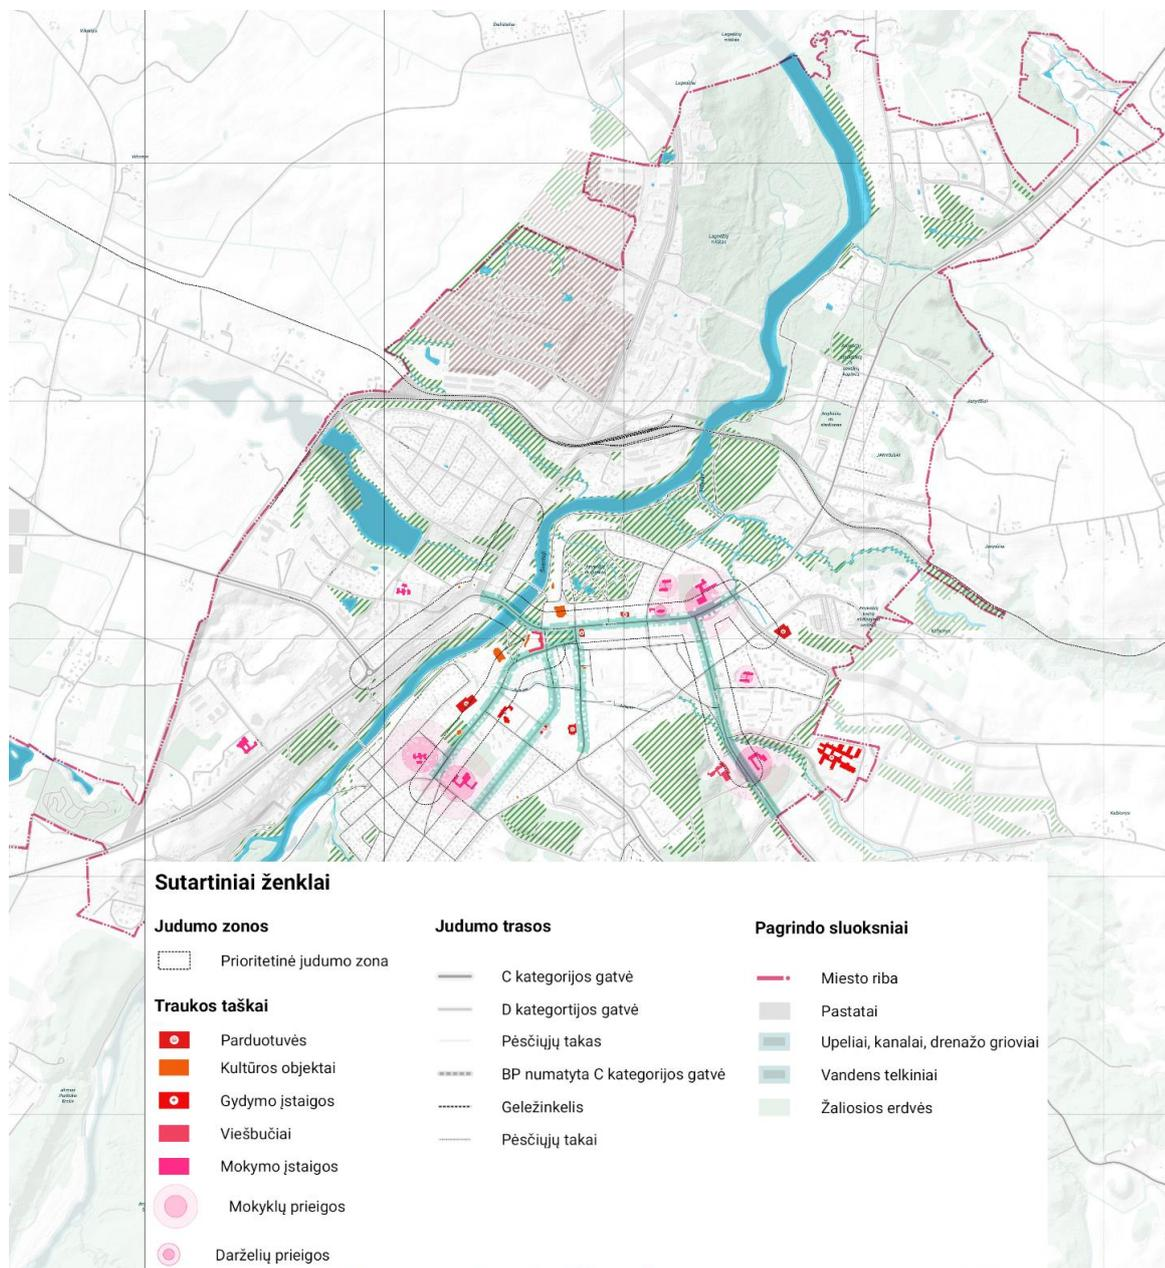 Sutartiniai ženklai
Judumo zonos
Prioritetinė judumo zona
Traukos taškai
Parduotuvės
Kultūros objektai
Gydymo įstaigos
Viešbučiai
Mokymo įstaigos
Mokyklų prieigos
Darželių prieigos
Judumo trasos
C kategorijos gatvė
D kategortijos gatvė
Pėsčiųjų takas
BP numatyta C kategorijos gatvė
Geležinkelis
Pėsčiųjų takai
Pagrindo sluoksniai
Miesto riba
Pastatai
Upeliai, kanalai, drenažo grioviai
Vandens telkiniai
Žaliosios erdvės